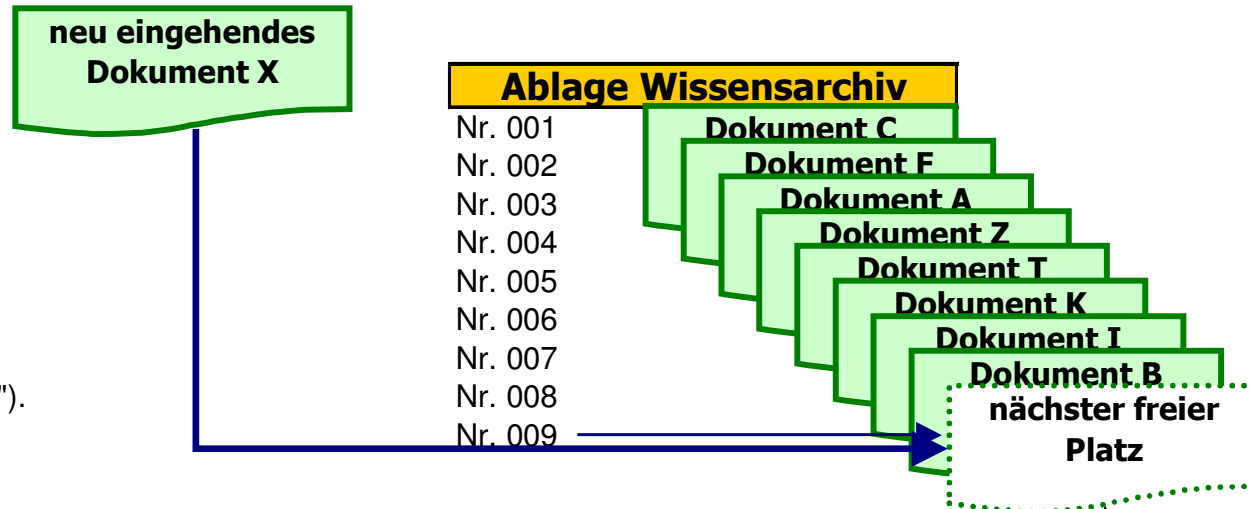 neu eingehendes
Dokument X
Ablage Wissensarchiv
Nr. 001
Dokument C
Nr. 002
Dokument F
Nr. 003
Dokument A
Nr. 004
Dokument Z
Nr. 005
Dokument T
Nr. 006
Dokument K
Nr. 007
Dokument I
Nr. 008
Dokument B
Nr. 009
nächster freier
Platz
").